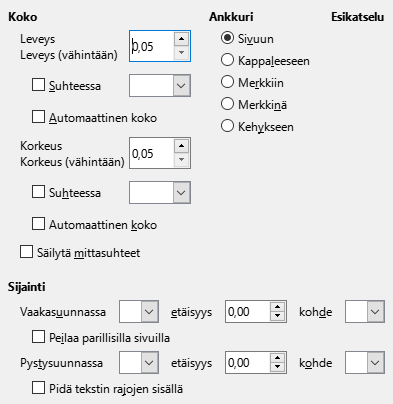 Koko Ankkuri Esikatselu
Leveys
Leveys (vähintään) 0,05 Sivuun
Kappaleeseen
Suhteessa Merkkiin
Merkkinä
Automaattinen koko Kehykseen
Korkeus
Korkeus (vähintään) 0,05
Suhteessa
Automaattinen koko
Säilytä mittasuhteet
Sijainti
Vaakasuunnassa etäisyys 0,00 kohde
Peilaa parillisilla sivuilla
Pystysuunnassa etäisyys 0,00 kohde
Pidä tekstin rajojen sisällä